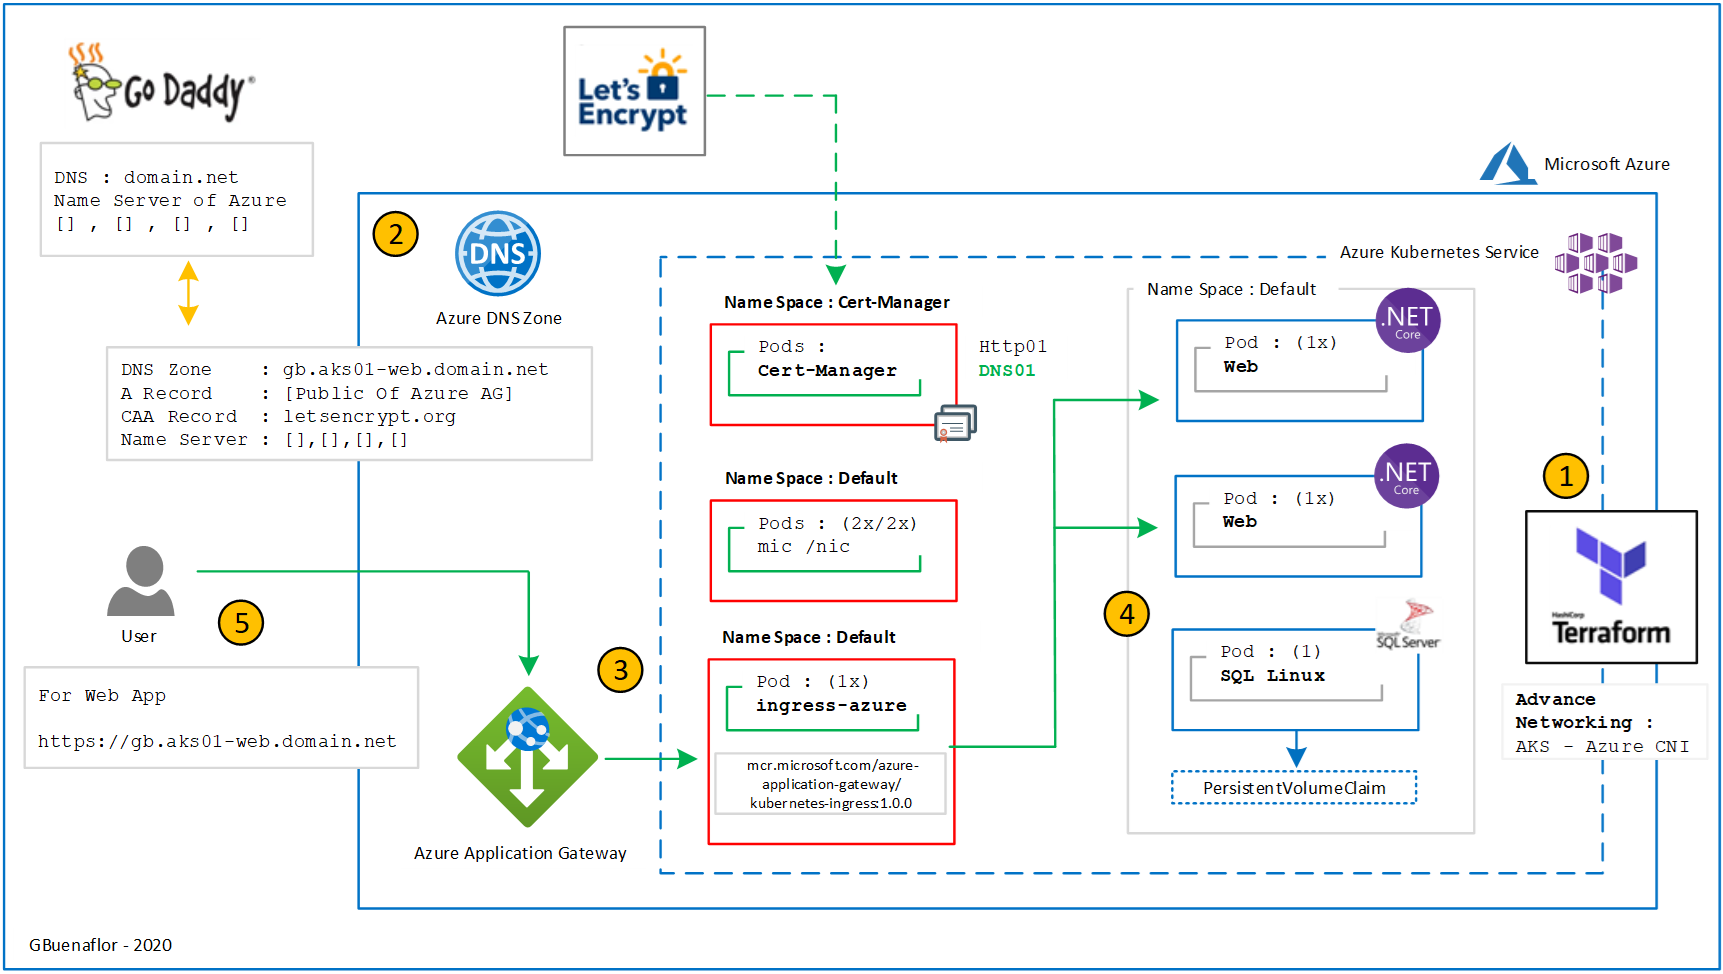 Go Daddy®
DNS : domain.net
Name Server of Azure
[] , [] , [] , []
Let's
Encrypt
Microsoft Azure
2
DNS
Azure DNS Zone
DNS Zone    : gb.aks01-web.domain.net
A Record    : [Public Of Azure AG]
CAA Record  : letsencrypt.org
Name Server : [],[],[],[]
Azure Kubernetes Service
Name Space : Cert-Manager
Pods :
Cert-Manager
Http01
DNS01
Name Space : Default
Pods : (2x/2x)
mic /nic
Name Space : Default
Pod : (1x)
ingress-azure
mcr.microsoft.com/azure-
application-gateway/
kubernetes-ingress:1.0.0
Name Space : Default
.NET
Core
Pod : (1x)
Web
.NET
Core
Pod : (1x)
Web
4
Microsoft
SQL Server
Pod : (1)
SQL Linux
PersistentVolumeClaim
1
HashiCorp
Terraform
Advance
Networking :
AKS - Azure CNI
User
5
For Web App
https://gb.aks01-web.domain.net
3
Azure Application Gateway
GBuenaflor - 2020